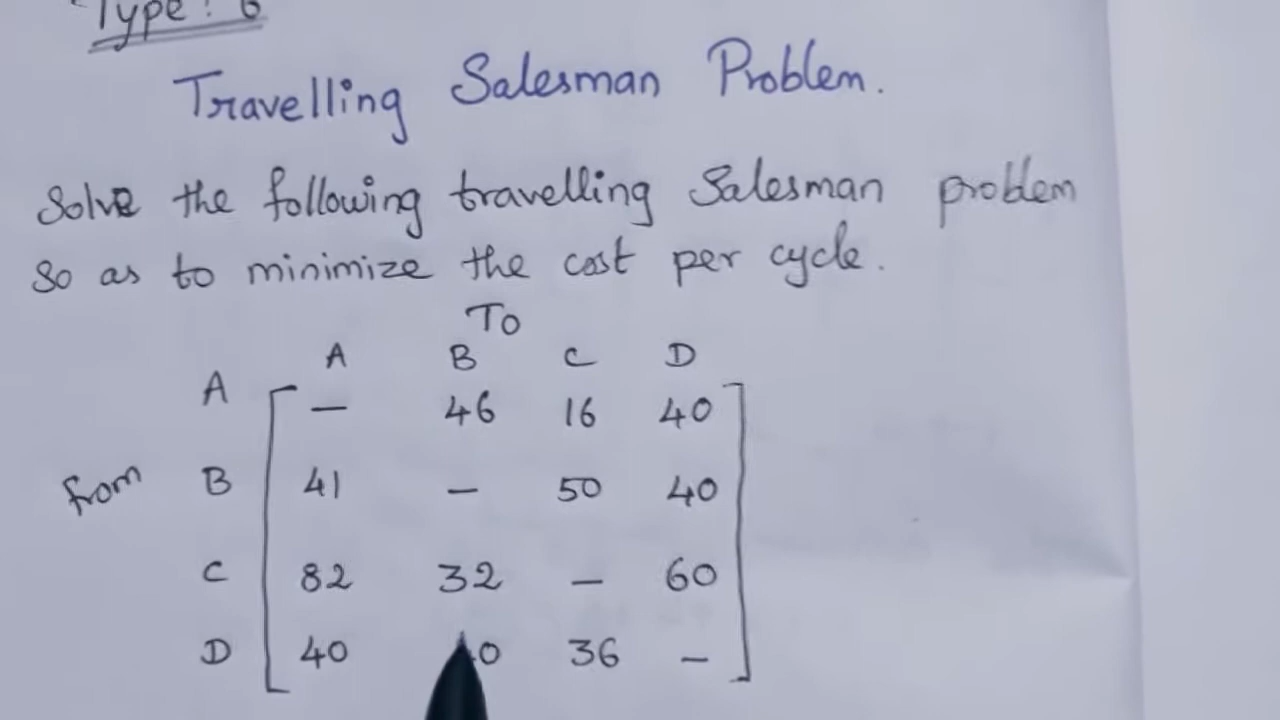 Type: 6
Travelling Salesman Problem.
Solve the following travelling Salesman problem
So as to minimize the cost per cycle.
To
A B C D
A — 46 16 40
from B 41 - 50 40
C 82 32 — 60
D 40 36 —